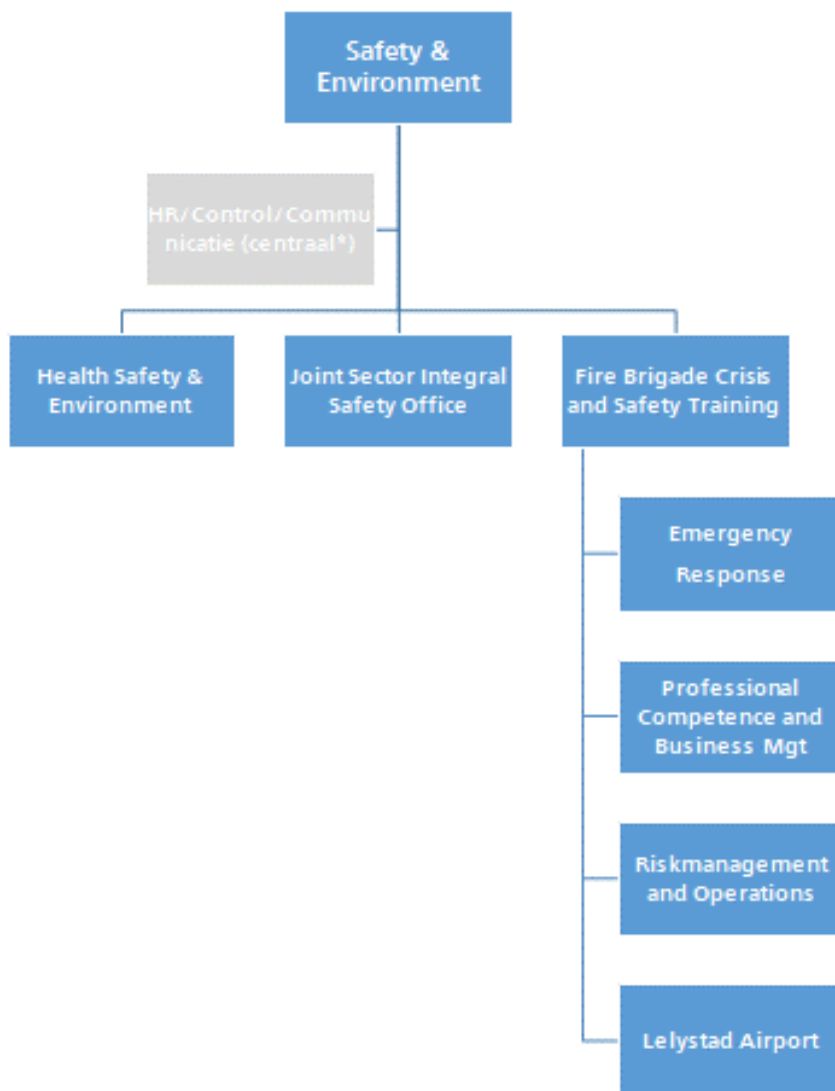 Safety &
Environment
HR/Control/Commu
nicatie (centraal*)
Health Safety &
Environment
Joint Sector Integral
Safety Office
Fire Brigade Crisis
and Safety Training
Emergency
Response
Professional
Competence and
Business Mgt
Riskmanagement
and Operations
Lelystad Airport